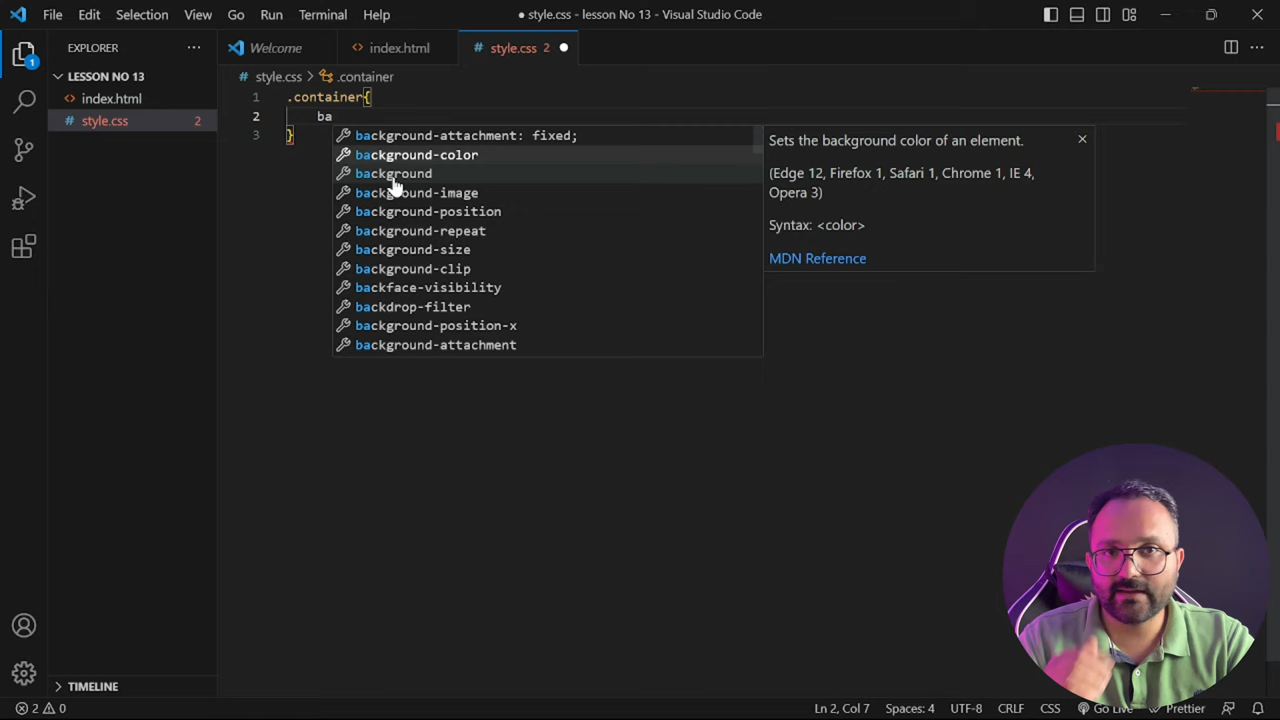 File Edit Selection View Go Run Terminal Help
● style.css - lesson No 13 - Visual Studio Code
EXPLORER ···
Welcome
<> index.html
# style.css 2 ●
LESSON NO 13
<> index.html
# style.css 2
# style.css > .container
1 .container{
2 ba
3 }
background-attachment: fixed;
background-color
background
background-image
background-position
background-repeat
background-size
background-clip
backface-visibility
backdrop-filter
background-position-x
background-attachment
Sets the background color of an element.
(Edge 12, Firefox 1, Safari 1, Chrome 1, IE 4,
Opera 3)
Syntax: <color>
MDN Reference
1
TIMELINE
2 0
Ln 2, Col 7 Spaces: 4 UTF-8 CRLF CSS Go Live Prettier